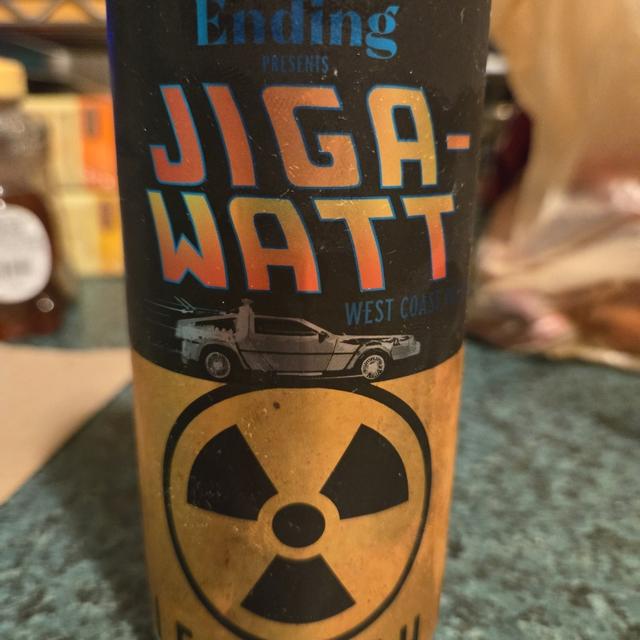 Ending
PRESENTS
JIGA-
WATT
WEST COAST